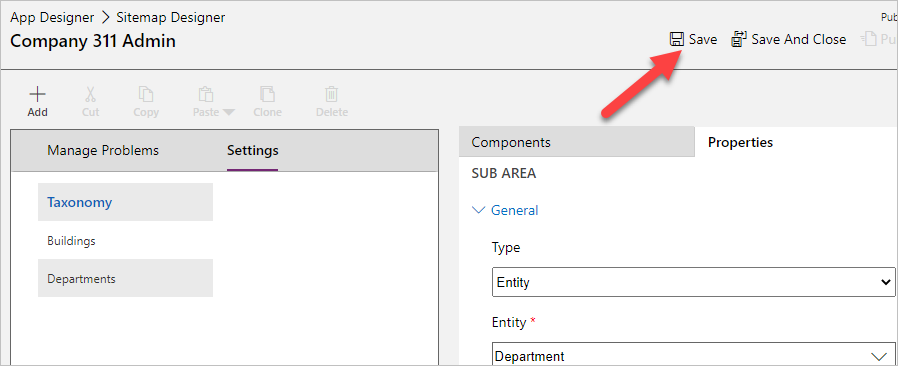 App Designer > Sitemap Designer
Pub
Company 311 Admin
Save
Save And Close
Pu
Add
Cut
Copy
Paste
Clone
Delete
Manage Problems
Settings
Components
Properties
Taxonomy
SUB AREA
General
Buildings
Type
Departments
Entity
Entity *
Department